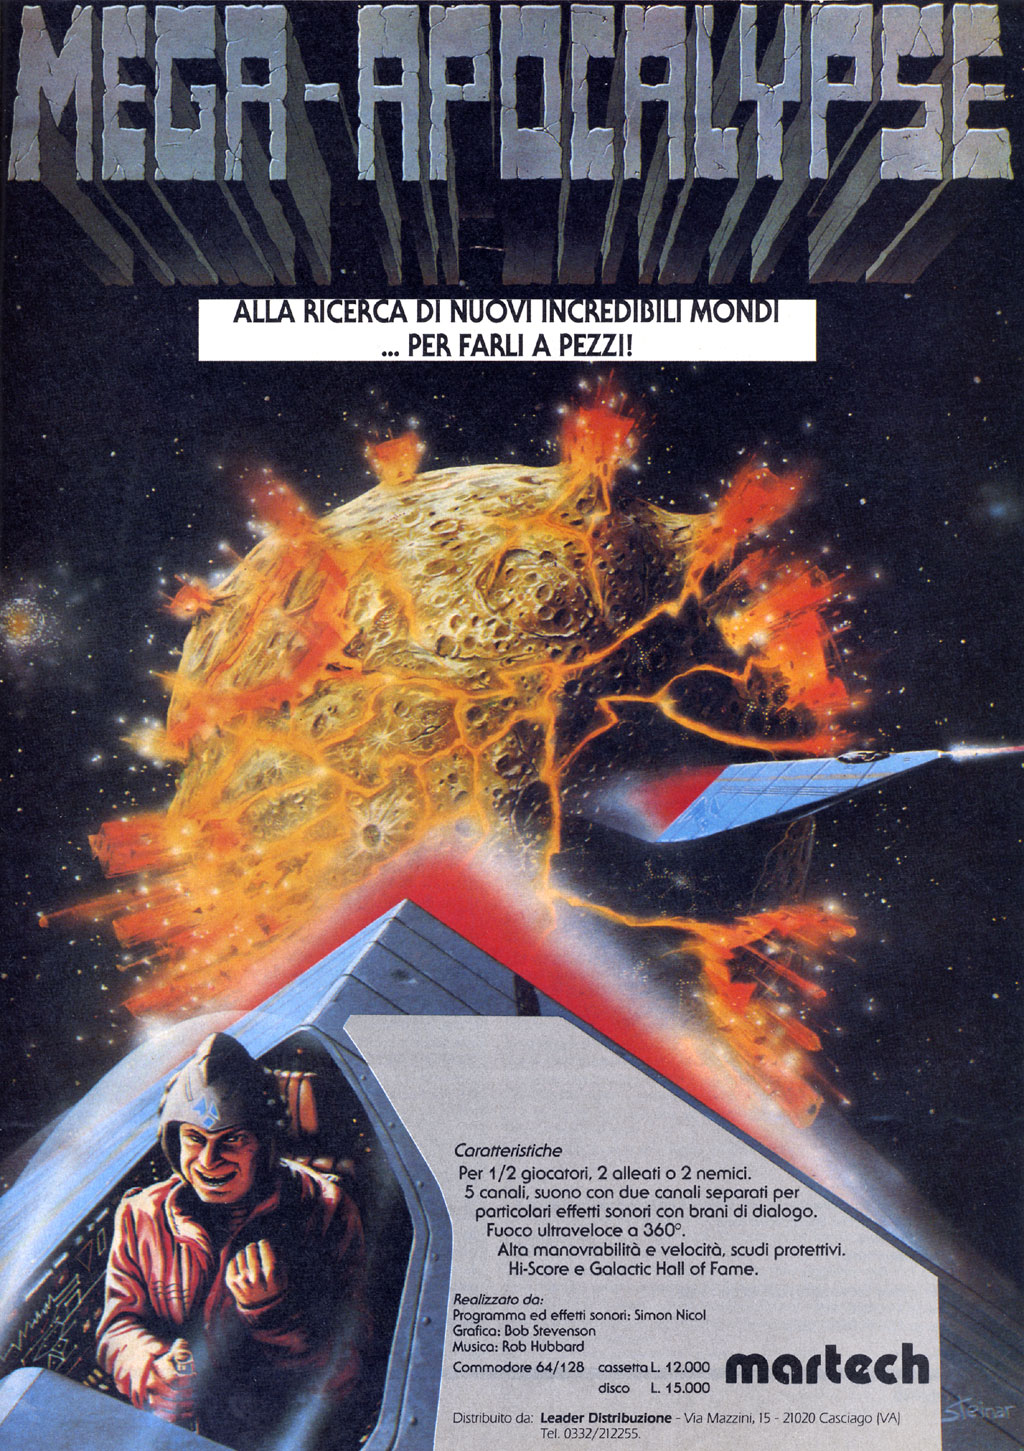 MEGA-APOCALYPSE
ALLA RICERCA DI NUOVI INCREDIBILI MONDI
... PER FARLI A PEZZI!
Caratteristiche
Per 1/2 giocatori, 2 alleati o 2 nemici.
5 canali, suono con due canali separati per
particolari effetti sonori con brani di dialogo.
Fuoco ultraveloce a 360°.
Alta manovrabilità e velocità, scudi protettivi.
Hi-Score e Galactic Hall of Fame.
Realizzato da:
Programma ed effetti sonori: Simon Nicol
Grafica: Bob Stevenson
Musica: Rob Hubbard
Commodore 64/128 cassetta L. 12.000
disco L. 15.000
martech
Steinar
Distribuito da: Leader Distribuzione - Via Mazzini, 15 - 21020 Casciago (VA)
Tel. 0332/212255.